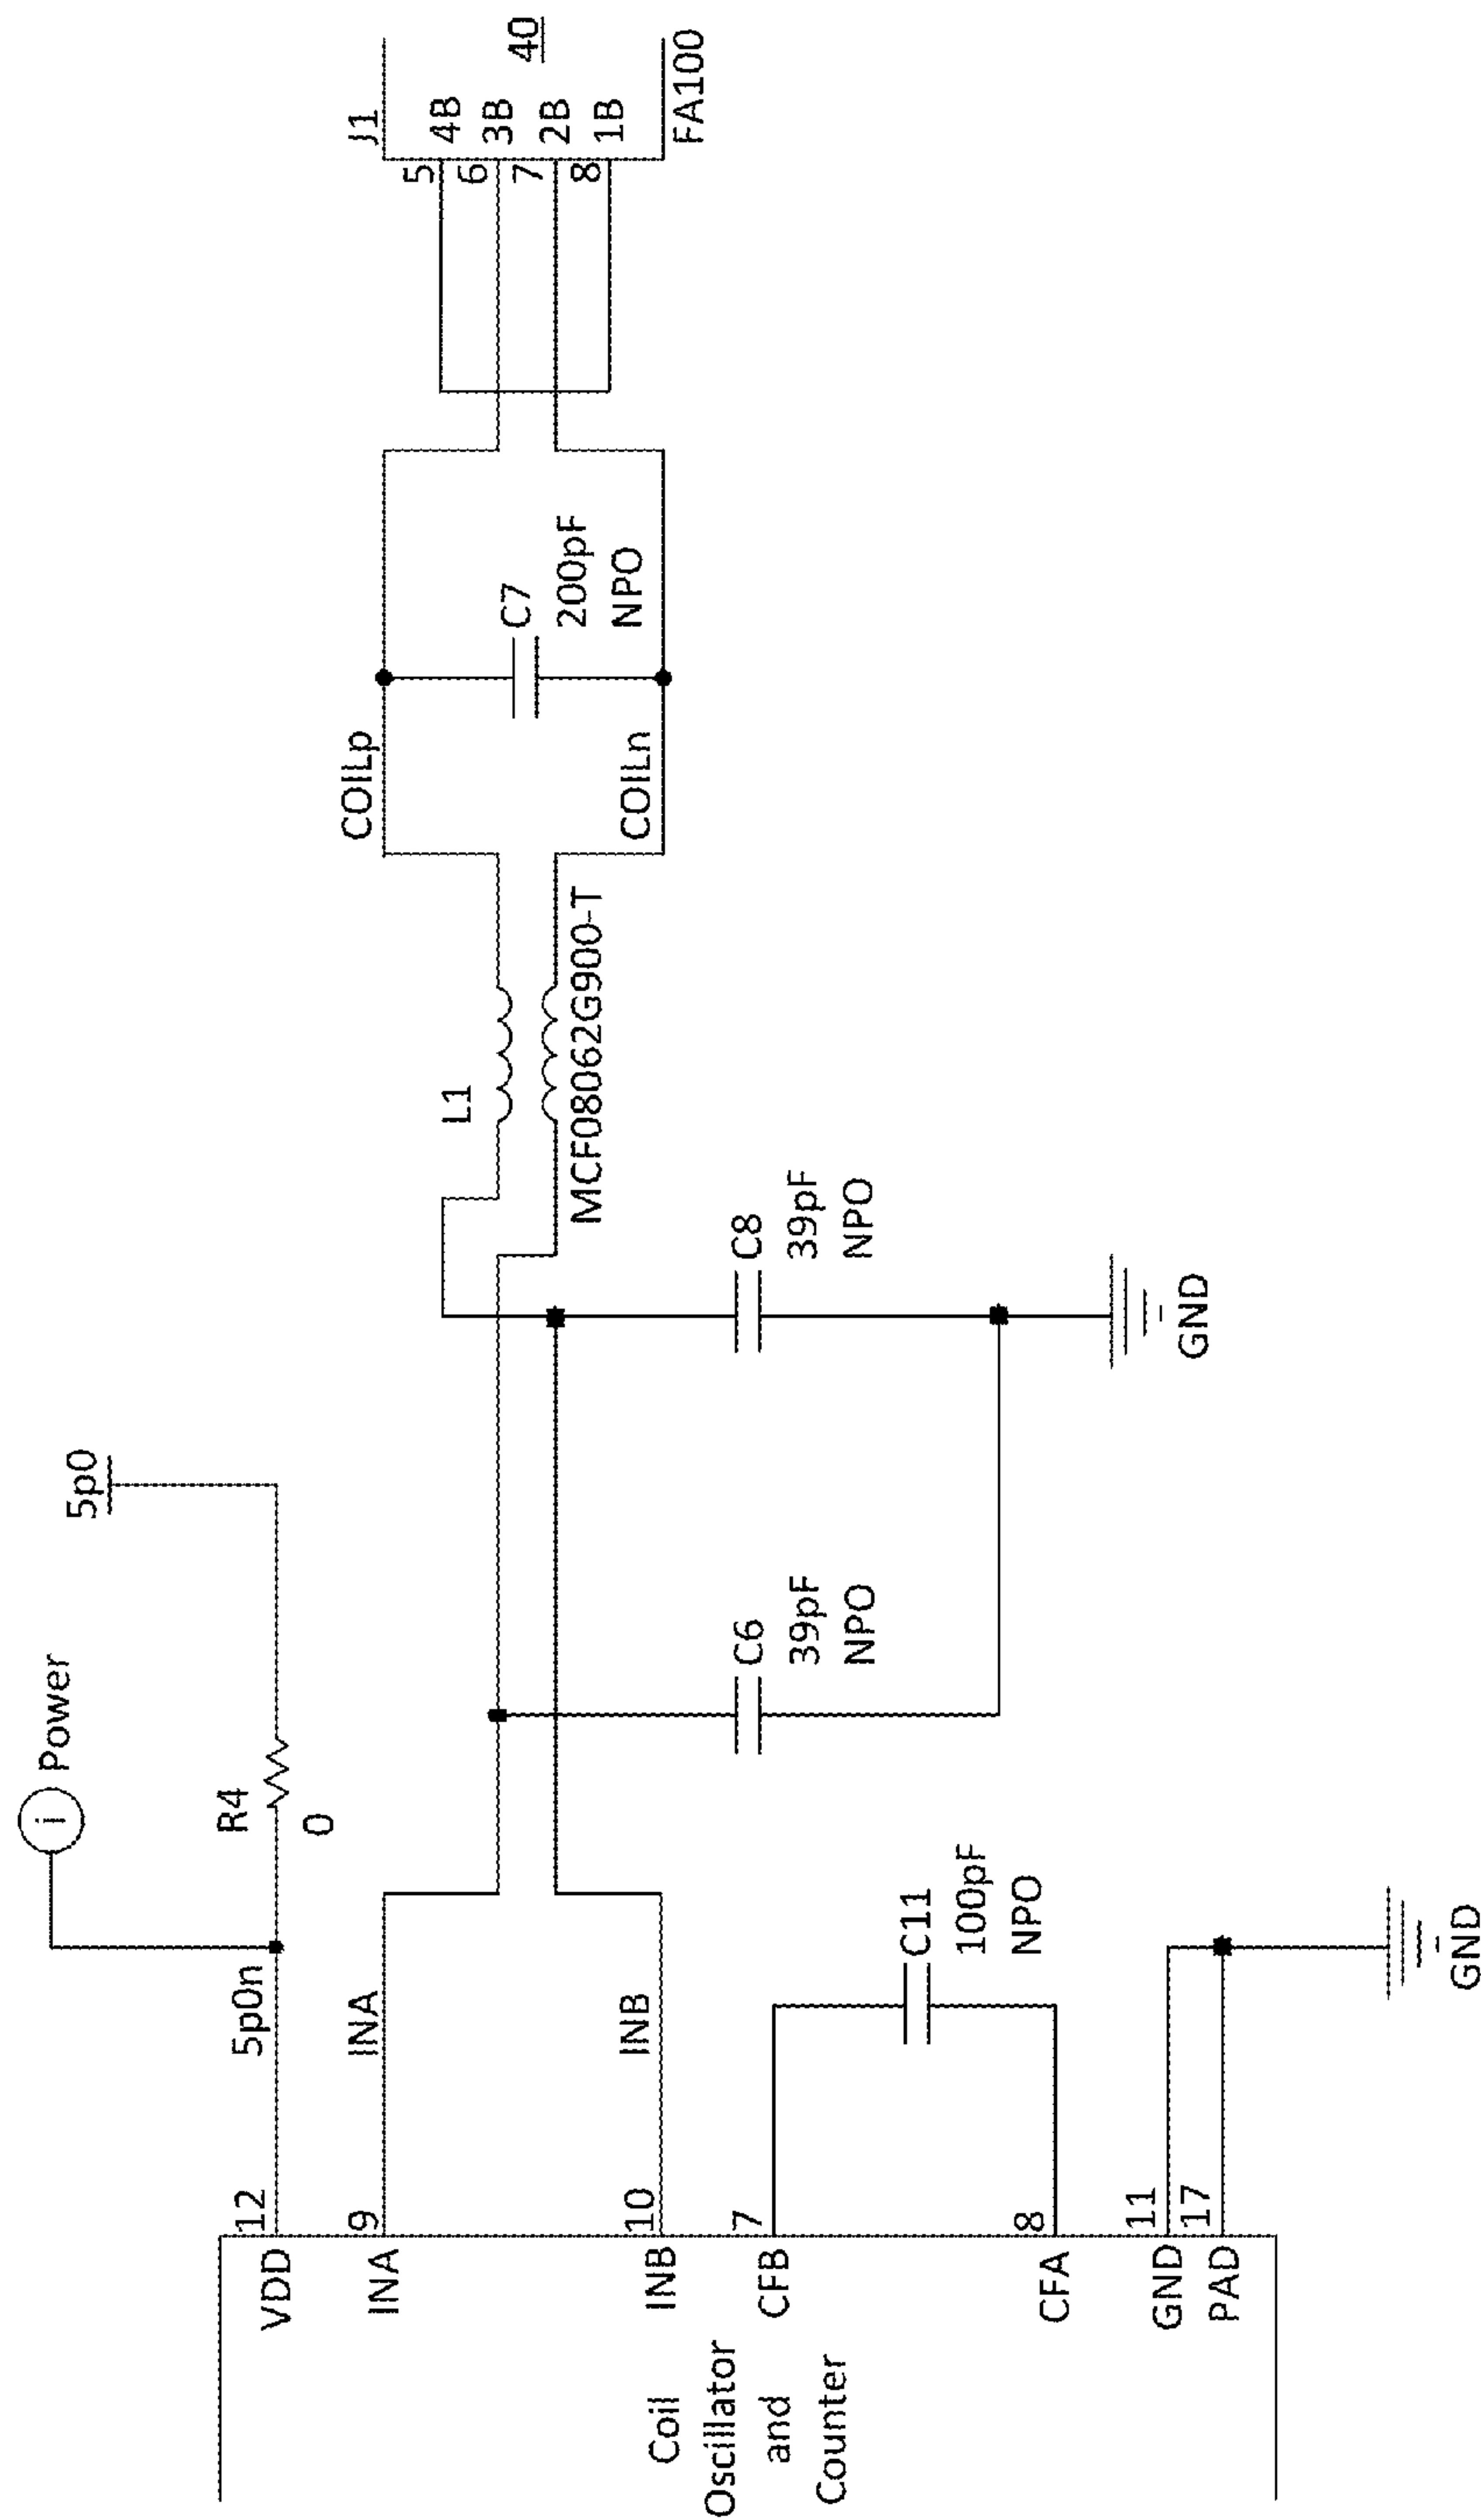 Power
5p0
R4
0
5p0n
12
VDD
INA
9
INA
INB
10
INB
Coil
Oscillator
and
Counter
7
CFB
8
CFA
C11
100pF
NPO
11
GND
17
PAD
GND
C6
39pF
NPO
C8
39pF
NPO
GND
L1
MCF08062G900-T
COILp
COILn
C7
200pF
NPO
J1
5
4B
6
3B
7
2B
8
1B
40
FA100